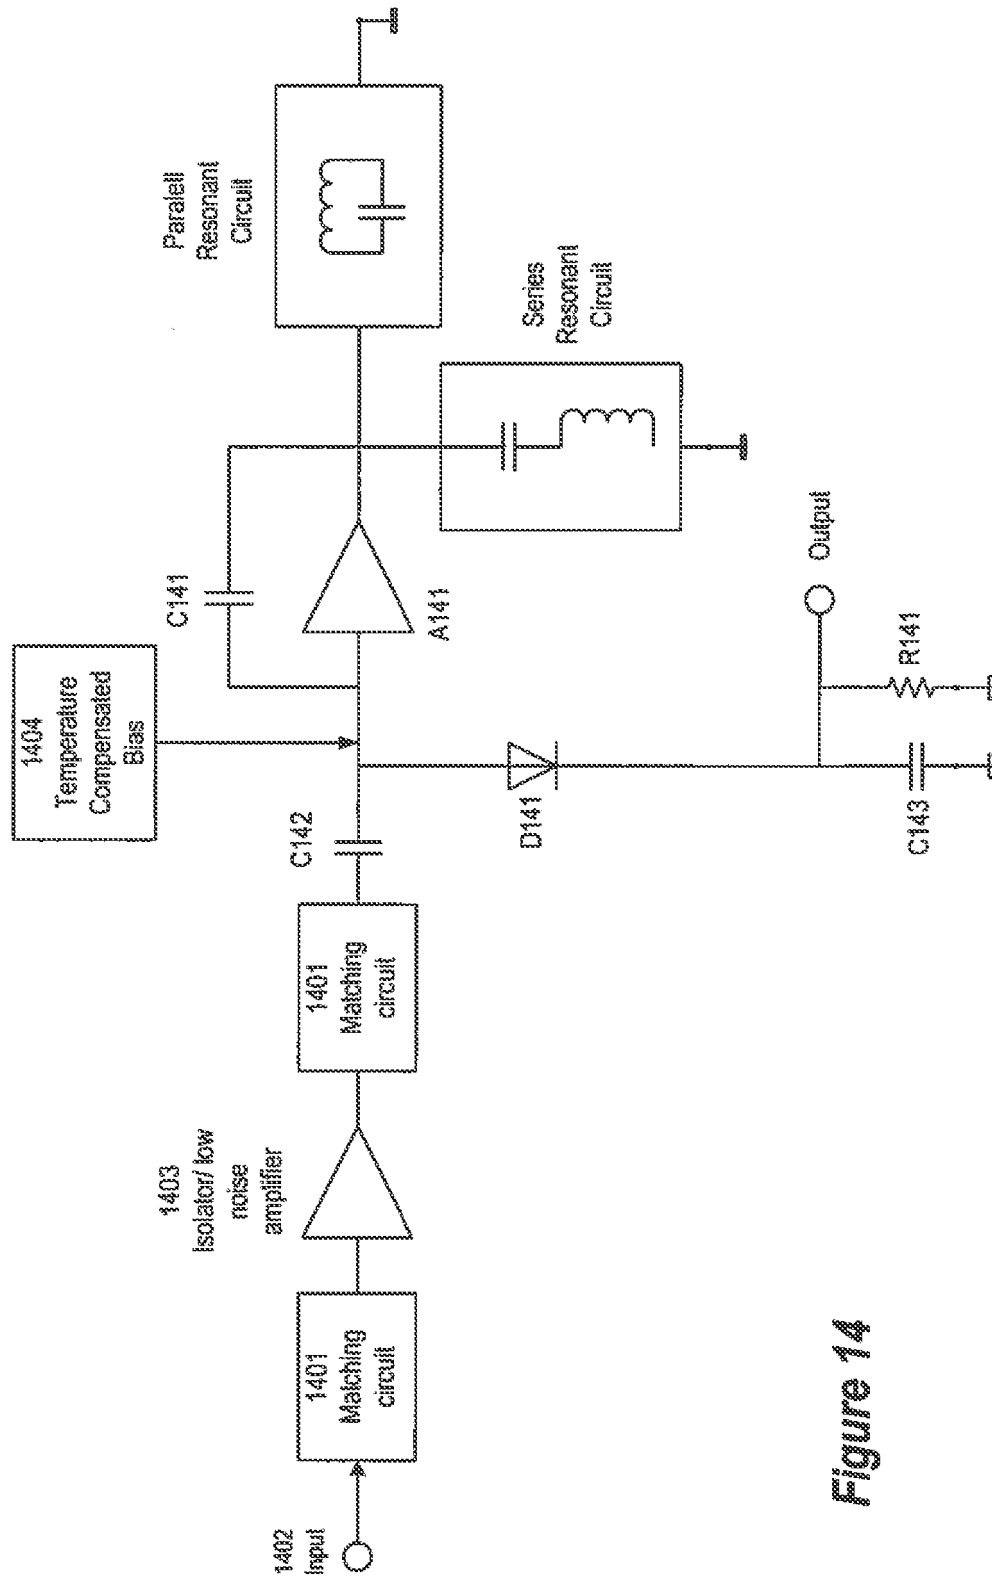 1402
Input
1401
Matching
circuit
1403
Isolator/ low
noise
amplifier
1401
Matching
circuit
C142
1404
Temperature
Compensated
Bias
C141
A141
Paralell
Resonant
Circuit
Series
Resonant
Circuit
D141
Output
R141
C143
Figure 14